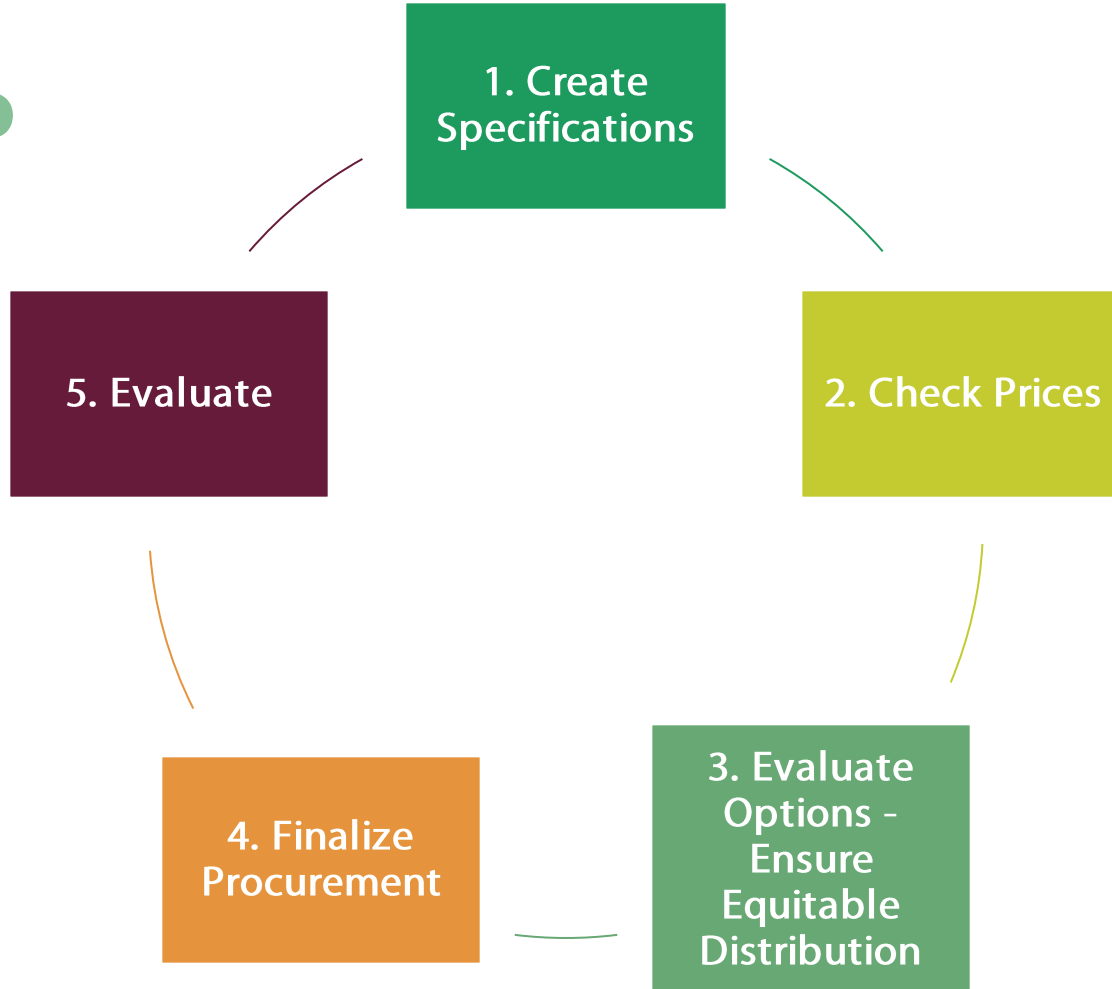 1. Create
Specifications
2. Check Prices
3. Evaluate
Options -
Ensure
Equitable
Distribution
4. Finalize
Procurement
5. Evaluate